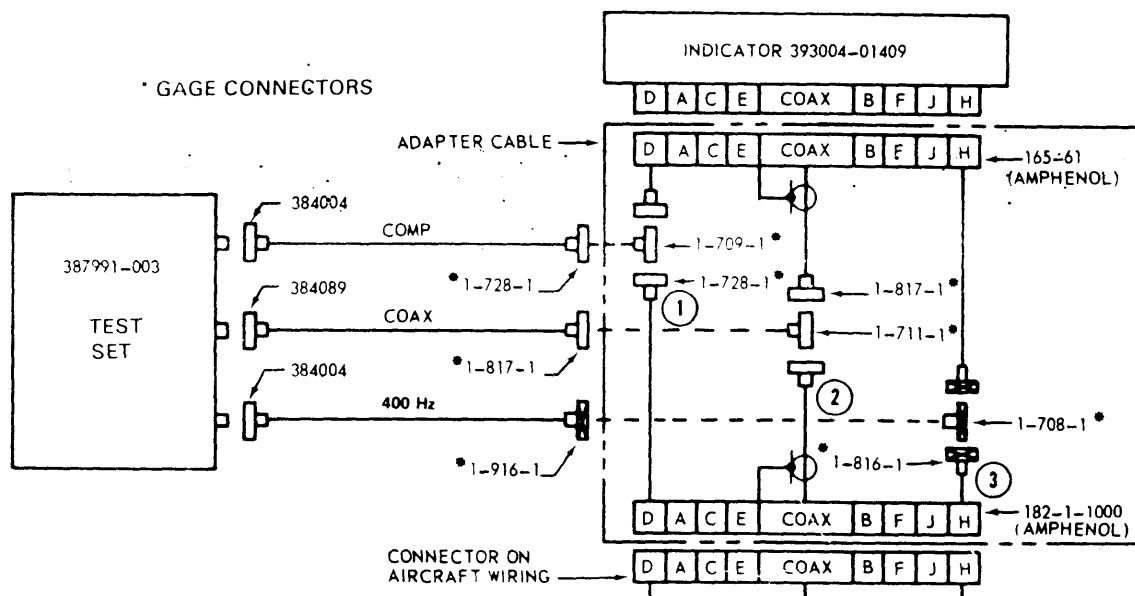 INDICATOR 393004-01409
* GAGE CONNECTORS
D A C E COAX B F J H
ADAPTER CABLE
D A C E COAX B F J H
165-61
(AMPHENOL)
384004
COMP
1-709-1*
387991-003
*1-728-1
1-728-1*
1-817-1*
384089
1
TEST
SET
COAX
1-711-1*
*1-817-1
384004
2
400 Hz
1-708-1*
*1-916-1
*1-816-1
3
D A C E COAX B F J H
182-1-1000
(AMPHENOL)
CONNECTOR ON
AIRCRAFT WIRING
D A C E COAX B F J H